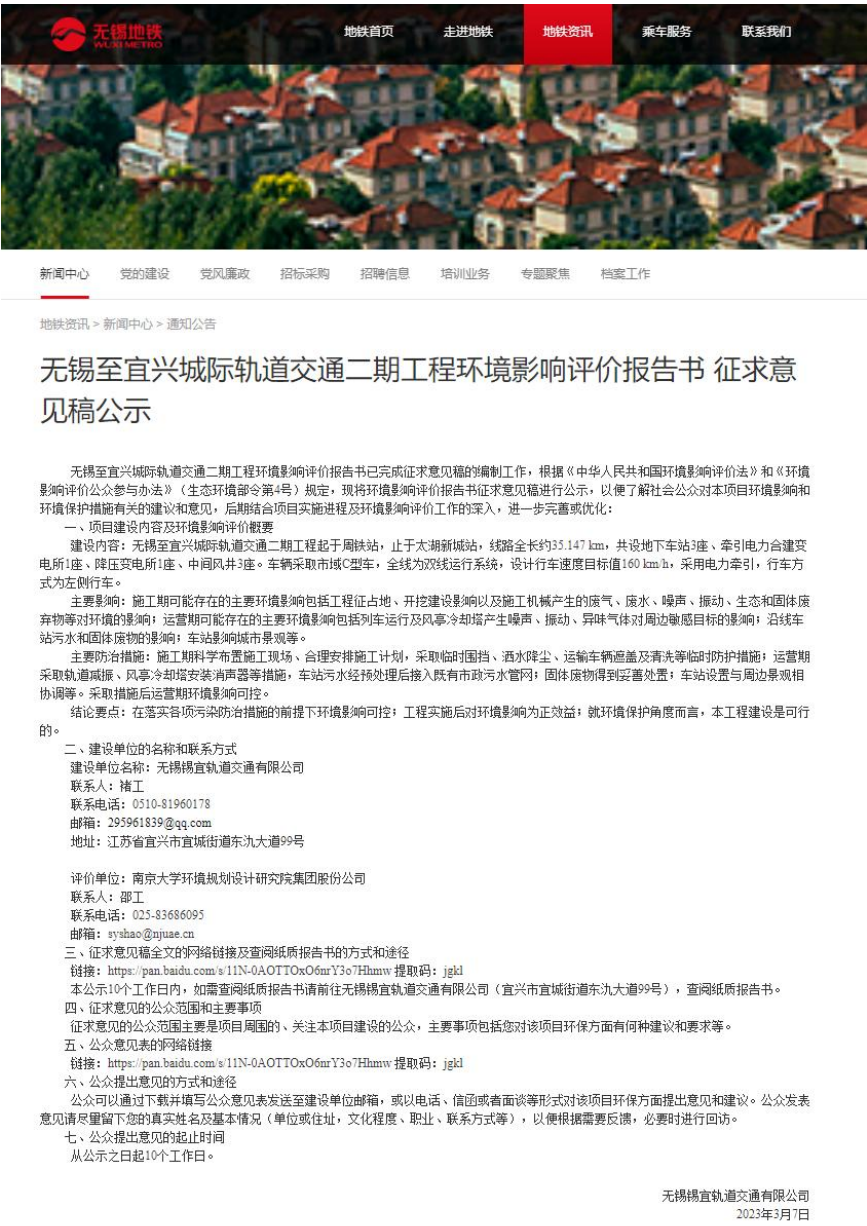 无锡地铁
WUXI METRO
地铁首页 走进地铁 地铁资讯 乘车服务 联系我们
新闻中心 党的建设 党风廉政 招标采购 招聘信息 培训业务 专题聚焦 档案工作
地铁资讯 > 新闻中心 > 通知公告
无锡至宜兴城际轨道交通二期工程环境影响评价报告书 征求意
见稿公示
无锡至宜兴城际轨道交通二期工程环境影响评价报告书已完成征求意见稿的编制工作，根据《中华人民共和国环境影响评价法》和《环境
影响评价公众参与办法》（生态环境部令第4号）规定，现将环境影响评价报告书征求意见稿进行公示，以便了解社会公众对本项目环境影响和
环境保护措施有关的建议和意见，后期结合项目实施进程及环境影响评价工作的深入，进一步完善或优化：
一、项目建设内容及环境影响评价概要
建设内容：无锡至宜兴城际轨道交通二期工程起于周铁站，止于太湖新城站，线路全长约35.147 km，共设地下车站3座、牵引电力合建变
电所1座、降压变电所1座、中间风井3座。车辆采取市域C型车，全线为双线运行系统，设计行车速度目标值160 km/h，采用电力牵引，行车方
式为左侧行车。
主要影响：施工期可能存在的主要环境影响包括工程征占地、开挖建设影响以及施工机械产生的废气、废水、噪声、振动、生态和固体废
弃物等对环境的影响；运营期可能存在的主要环境影响包括列车运行及风亭冷却塔产生噪声、振动、异味气体对周边敏感目标的影响；沿线车
站污水和固体废物的影响；车站影响城市景观等。
主要防治措施：施工期科学布置施工现场、合理安排施工计划，采取临时围挡、洒水降尘、运输车辆遮盖及清洗等临时防护措施；运营期
采取轨道减振、风亭冷却塔安装消声器等措施，车站污水经预处理后接入既有市政污水管网；固体废物得到妥善处置；车站设置与周边景观相
协调等。采取措施后运营期环境影响可控。
结论要点：在落实各项污染防治措施的前提下环境影响可控；工程实施后对环境影响为正效益；就环境保护角度而言，本工程建设是可行
的。
二、建设单位的名称和联系方式
建设单位名称：无锡锡宜轨道交通有限公司
联系人：褚工
联系电话：0510-81960178
邮箱：295961839@qq.com
地址：江苏省宜兴市宜城街道东氿大道99号
评价单位：南京大学环境规划设计研究院集团股份公司
联系人：邵工
联系电话：025-83686095
邮箱：syshao@njuae.cn
三、征求意见稿全文的网络链接及查阅纸质报告书的方式和途径
链接：https://pan.baidu.com/s/11N-0AOTTOxO6nrY3o7Hhmw 提取码：jgkl
本公示10个工作日内，如需查阅纸质报告书请前往无锡锡宜轨道交通有限公司（宜兴市宜城街道东氿大道99号），查阅纸质报告书。
四、征求意见的公众范围和主要事项
征求意见的公众范围主要是项目周围的、关注本项目建设的公众，主要事项包括您对该项目环保方面有何种建议和要求等。
五、公众意见表的网络链接
链接：https://pan.baidu.com/s/11N-0AOTTOxO6nrY3o7Hhmw 提取码：jgkl
六、公众提出意见的方式和途径
公众可以通过下载并填写公众意见表发送至建设单位邮箱，或以电话、信函或者面谈等形式对该项目环保方面提出意见和建议。公众发表
意见请尽量留下您的真实姓名及基本情况（单位或住址，文化程度、职业、联系方式等），以便根据需要反馈，必要时进行回访。
七、公众提出意见的起止时间
从公示之日起10个工作日。
无锡锡宜轨道交通有限公司
2023年3月7日